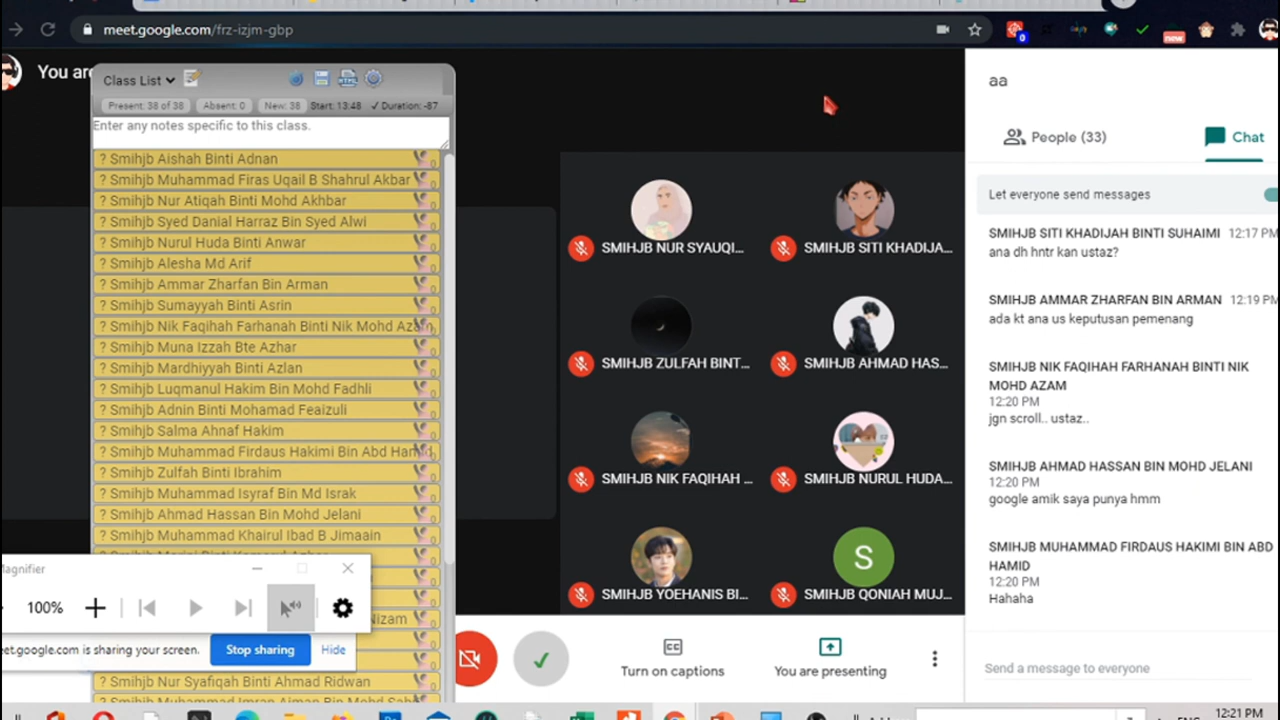 meet.google.com/frz-izjm-gbp
You are
Class List
Present: 38 of 38 Absent: 0 New: 38 Start: 13:48 ✓ Duration: -87
Enter any notes specific to this class.
? Smihjb Aishah Binti Adnan
? Smihjb Muhammad Firas Uqail B Shahrul Akbar
? Smihjb Nur Atiqah Binti Mohd Akhbar
? Smihjb Syed Danial Harraz Bin Syed Alwi
? Smihjb Nurul Huda Binti Anwar
? Smihjb Alesha Md Arif
? Smihjb Ammar Zharfan Bin Arman
? Smihjb Sumayyah Binti Asrin
? Smihjb Nik Faqihah Farhanah Binti Nik Mohd Azam
? Smihjb Muna Izzah Bte Azhar
? Smihjb Mardhiyyah Binti Azlan
? Smihjb Luqmanul Hakim Bin Mohd Fadhli
? Smihjb Adnin Binti Mohamad Feaizuli
? Smihjb Salma Ahnaf Hakim
? Smihjb Muhammad Firdaus Hakimi Bin Abd Hamid
? Smihjb Zulfah Binti Ibrahim
? Smihjb Muhammad Isyraf Bin Md Israk
? Smihjb Ahmad Hassan Bin Mohd Jelani
? Smihjb Muhammad Khairul Ibad B Jimaain
Nizam
? Smihjb Nur Syafiqah Binti Ahmad Ridwan
Magnifier
100%
meet.google.com is sharing your screen.
Stop sharing
Hide
SMIHJB NUR SYAUQI...
SMIHJB SITI KHADIJA...
SMIHJB ZULFAH BINT...
SMIHJB AHMAD HAS...
SMIHJB NIK FAQIHAH ...
SMIHJB NURUL HUDA...
S
SMIHJB YOEHANIS BI...
SMIHJB QONIAH MUJ...
Turn on captions
You are presenting
aa
People (33)
Chat
Let everyone send messages
SMIHJB SITI KHADIJAH BINTI SUHAIMI 12:17 P
ana dh hntr kan ustaz?
SMIHJB AMMAR ZHARFAN BIN ARMAN 12:19 PM
ada kt ana us keputusan pemenang
SMIHJB NIK FAQIHAH FARHANAH BINTI NIK
MOHD AZAM
12:20 PM
jgn scroll.. ustaz..
SMIHJB AHMAD HASSAN BIN MOHD JELANI
12:20 PM
google amik saya punya hmm
SMIHJB MUHAMMAD FIRDAUS HAKIMI BIN ABD
HAMID
12:20 PM
Hahaha
Send a message to everyone
ENG
12:21 PM